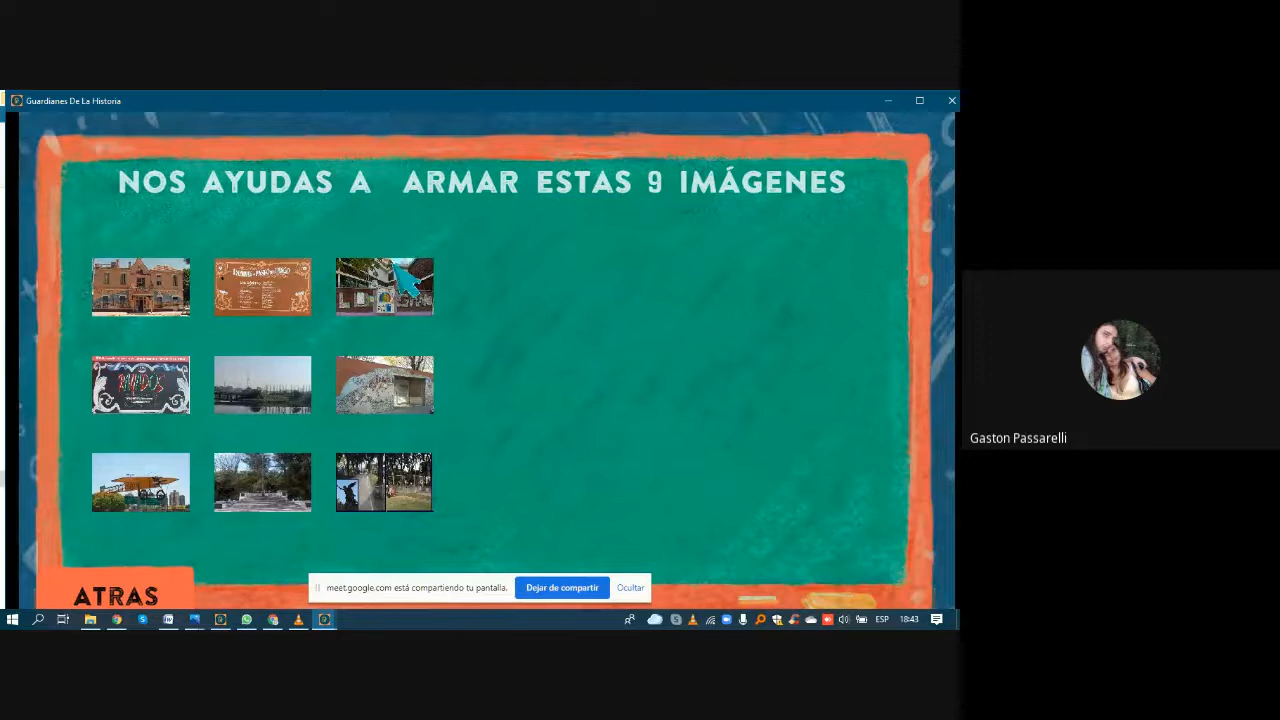 Guardianes De La Historia
NOS AYUDAS A ARMAR ESTAS 9 IMÁGENES
ATRAS
meet.google.com está compartiendo tu pantalla.
Dejar de compartir
Ocultar
ESP
18:43
Gaston Passarelli